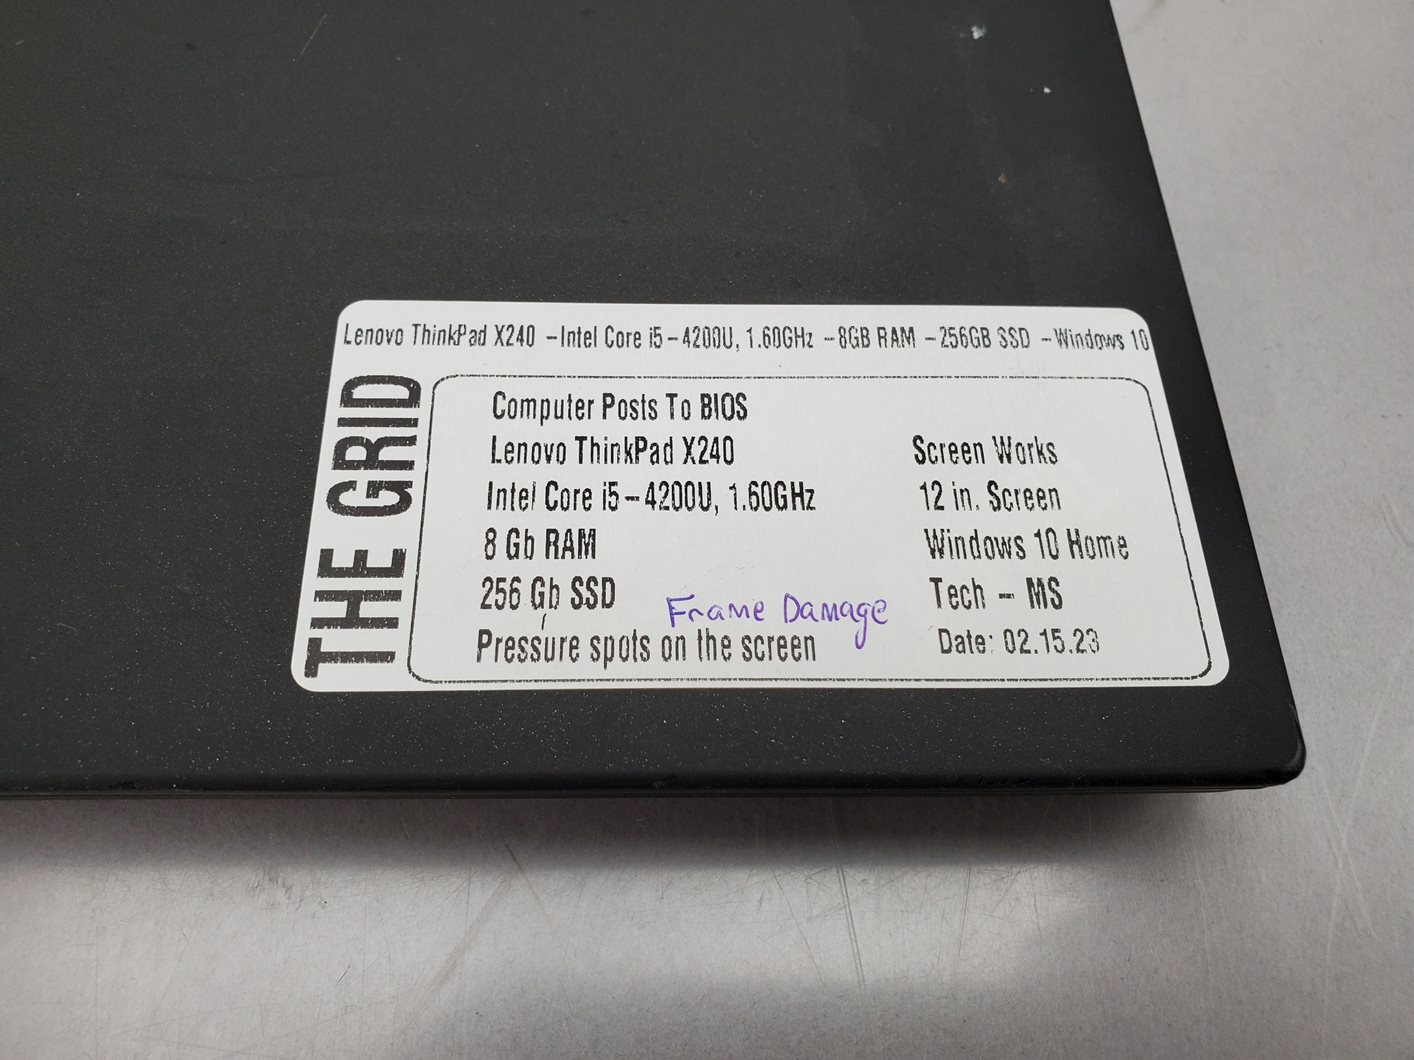 Lenovo ThinkPad X240 -Intel Core i5-4200U, 1.60GHz -8GB RAM -256GB SSD -Windows 10
THE GRID
Computer Posts To BIOS
Lenovo ThinkPad X240
Intel Core i5-4200U, 1.60GHz
8 Gb RAM
256 Gb SSD
Frame Damage
Pressure spots on the screen
Screen Works
12 in. Screen
Windows 10 Home
Tech - MS
Date: 02.15.23